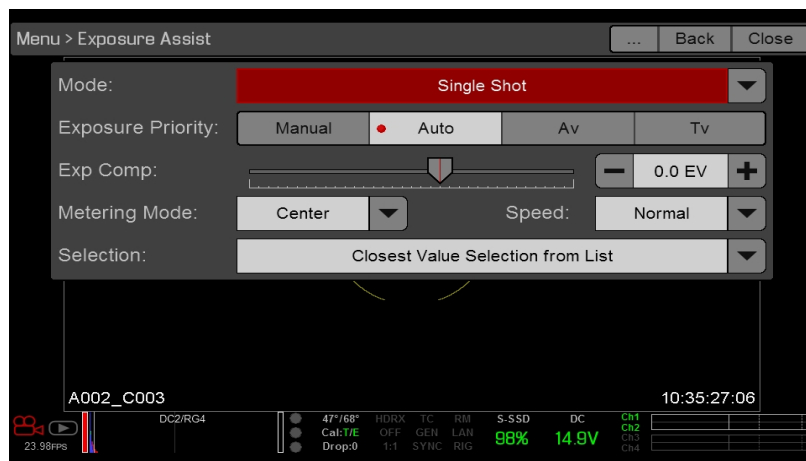 Menu > Exposure Assist ... Back Close
Mode: Single Shot
Exposure Priority: Manual Auto Av Tv
Exp Comp: 0.0 EV
Metering Mode: Center Speed: Normal
Selection: Closest Value Selection from List
A002_C003 10:35:27:06
DC2/RG4 47°/68° HDRX TC RM S-SSD DC Ch1
Cal:T/E OFF GEN LAN 98% 14.9V Ch2
23.98FPS Drop:0 1:1 SYNC RIG Ch3
Ch4